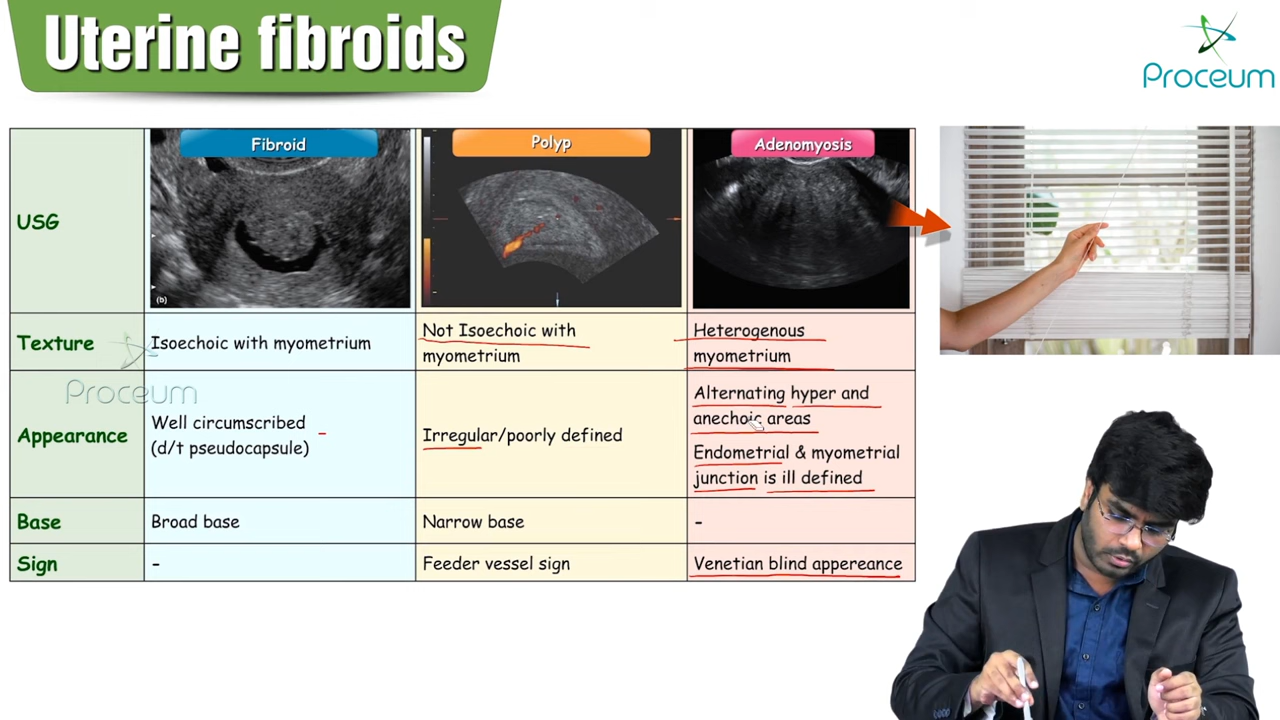 Uterine fibroids
Proceum
Fibroid
Polyp
Adenomyosis
USG
(b)
Texture
Isoechoic with myometrium
Not Isoechoic with
myometrium
Heterogenous
myometrium
Proceum
Appearance
Well circumscribed
(d/t pseudocapsule)
Irregular/poorly defined
Alternating hyper and
anechoic areas
Endometrial & myometrial
junction is ill defined
Base
Broad base
Narrow base
-
Sign
-
Feeder vessel sign
Venetian blind appereance